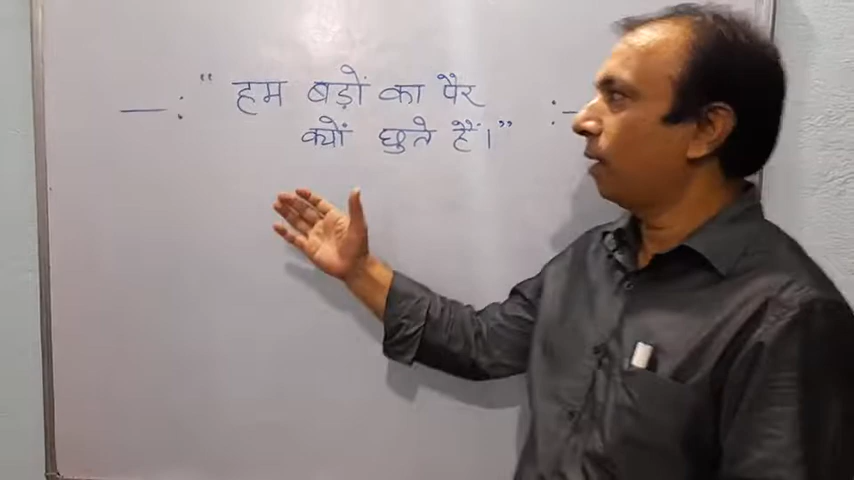 —: " हम बड़ों का पैर
क्यों छुते हैं।" :—